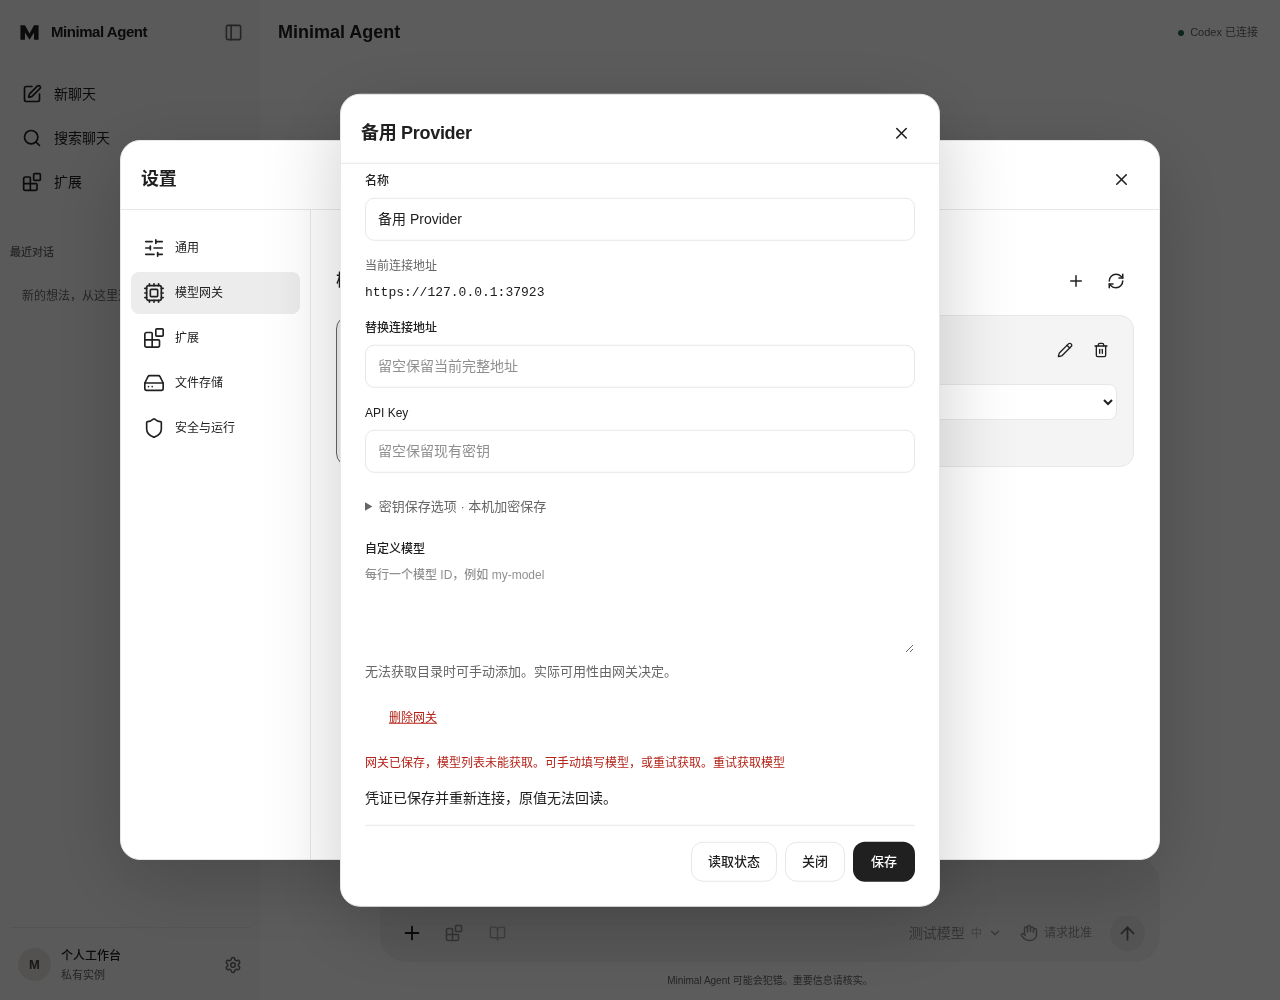 Minimal Agent
Minimal Agent
Codex 已连接
新聊天
搜索聊天
扩展
最近对话
新的想法，从这里
个人工作台
私有实例
M
设置
通用
模型网关
扩展
文件存储
安全与运行
备用 Provider
名称
备用 Provider
当前连接地址
https://127.0.0.1:37923
替换连接地址
留空保留当前完整地址
API Key
留空保留现有密钥
密钥保存选项 · 本机加密保存
自定义模型
每行一个模型 ID，例如 my-model
无法获取目录时可手动添加。实际可用性由网关决定。
删除网关
网关已保存，模型列表未能获取。可手动填写模型，或重试获取。重试获取模型
凭证已保存并重新连接，原值无法回读。
读取状态
关闭
保存
测试模型 中
请求批准
Minimal Agent 可能会犯错。重要信息请核实。